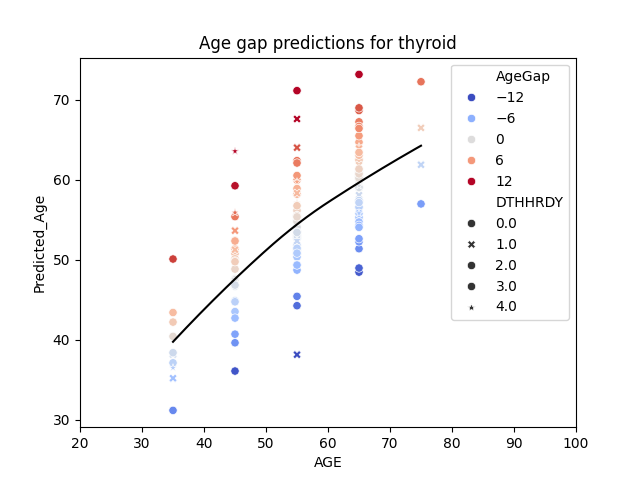 Age gap predictions for thyroid
Predicted_Age
70
60
50
40
30
20 30 40 50 60 70 80 90 100
AGE
AgeGap
−12
−6
0
6
12
DTHHRDY
0.0
1.0
2.0
3.0
4.0